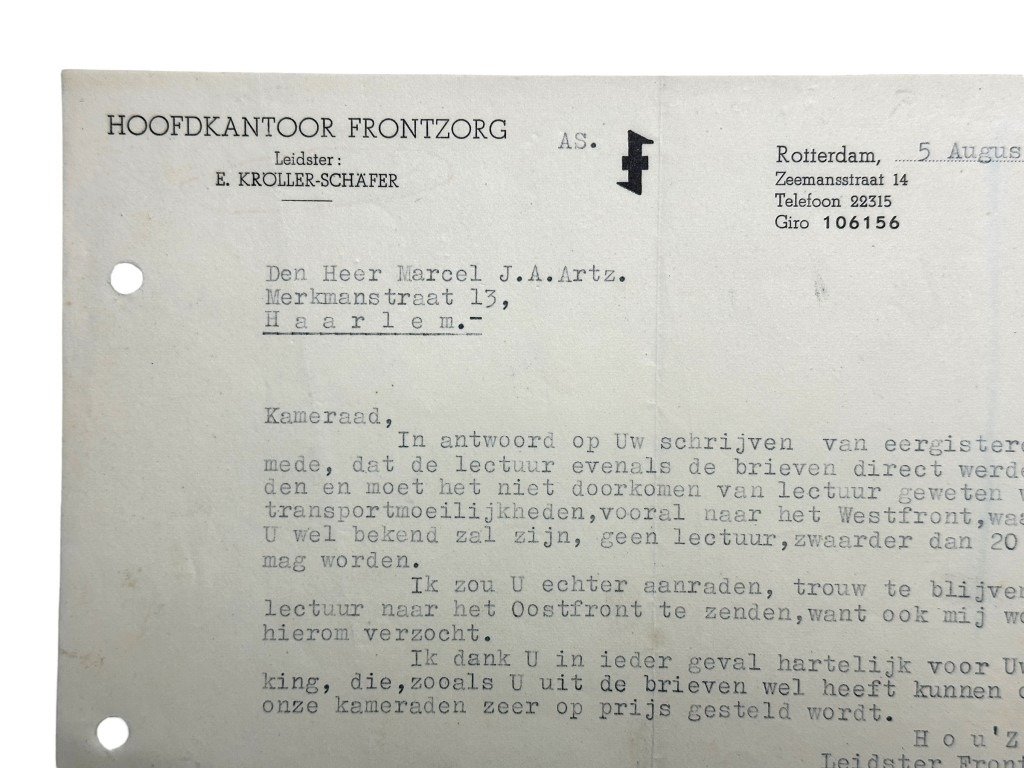 HOOFDKANTOOR FRONTZORG
Leidster:
E. KRÖLLER-SCHÄFER
AS.
Rotterdam, 5 Augus
Zeemansstraat 14
Telefoon 22315
Giro 106156
Den Heer Marcel J.A.Artz.
Merkmanstraat 13,
H a a r l e m.-
Kameraad,
In antwoord op Uw schrijven van eergistere
mede, dat de lectuur evenals de brieven direct werde
den en moet het niet doorkomen van lectuur geweten w
transportmoeilijkheden,vooral naar het Westfront,waa
U wel bekend zal zijn, geen lectuur,zwaarder dan 20
mag worden.
Ik zou U echter aanraden, trouw te blijven
lectuur naar het Oostfront te zenden,want ook mij wo
hierom verzocht.
Ik dank U in ieder geval hartelijk voor Uw
king, die,zooals U uit de brieven wel heeft kunnen o
onze kameraden zeer op prijs gesteld wordt.
H o u'Z
Leidster Front